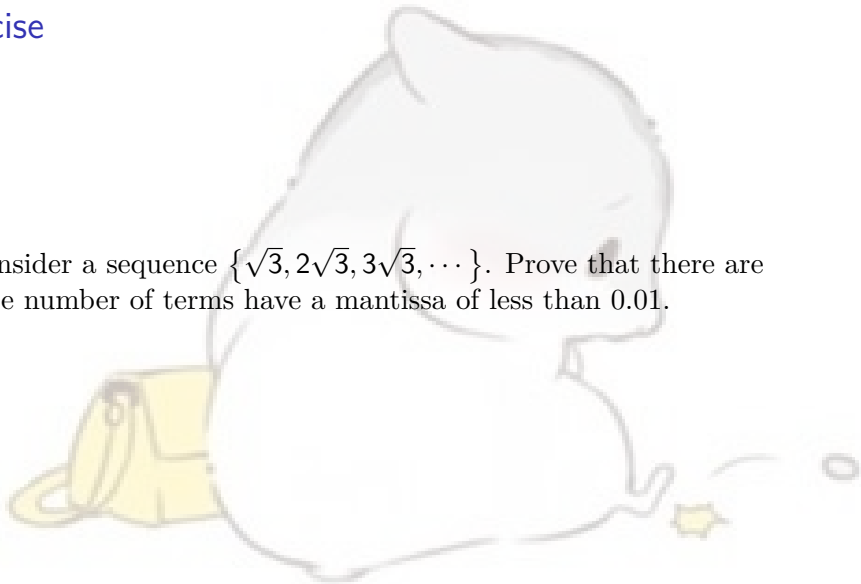 cise
nsider a sequence {√3, 2√3, 3√3, ⋯}. Prove that there are
e number of terms have a mantissa of less than 0.01.